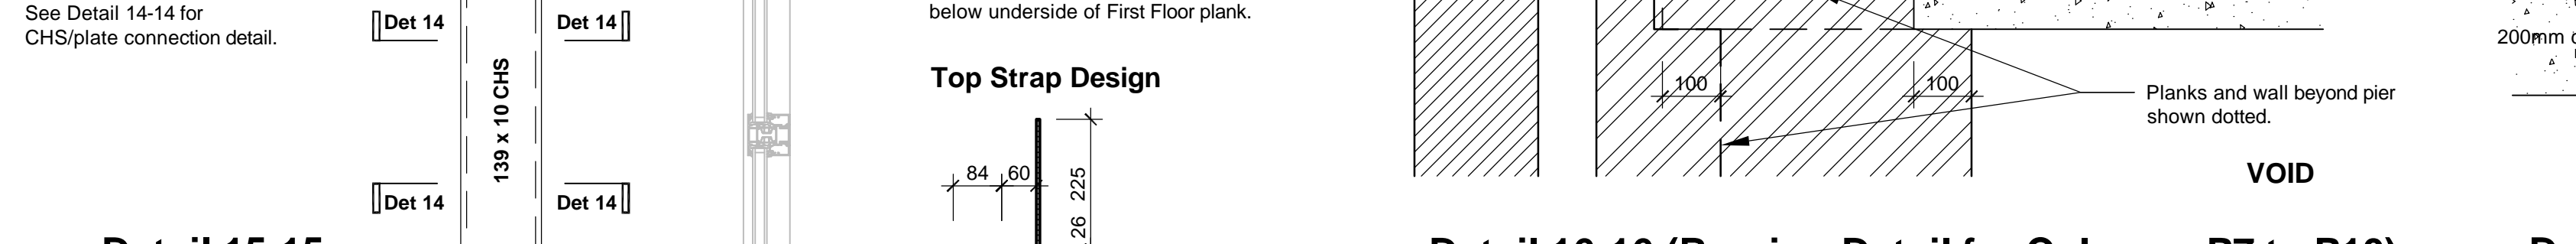 See Detail 14-14 for
CHS/plate connection detail.
Det 14
Det 14
139 x 10 CHS
Det 14
Det 14
below underside of First Floor plank.
Top Strap Design
84
60
225
26
100
100
Planks and wall beyond pier
shown dotted.
VOID
200mm